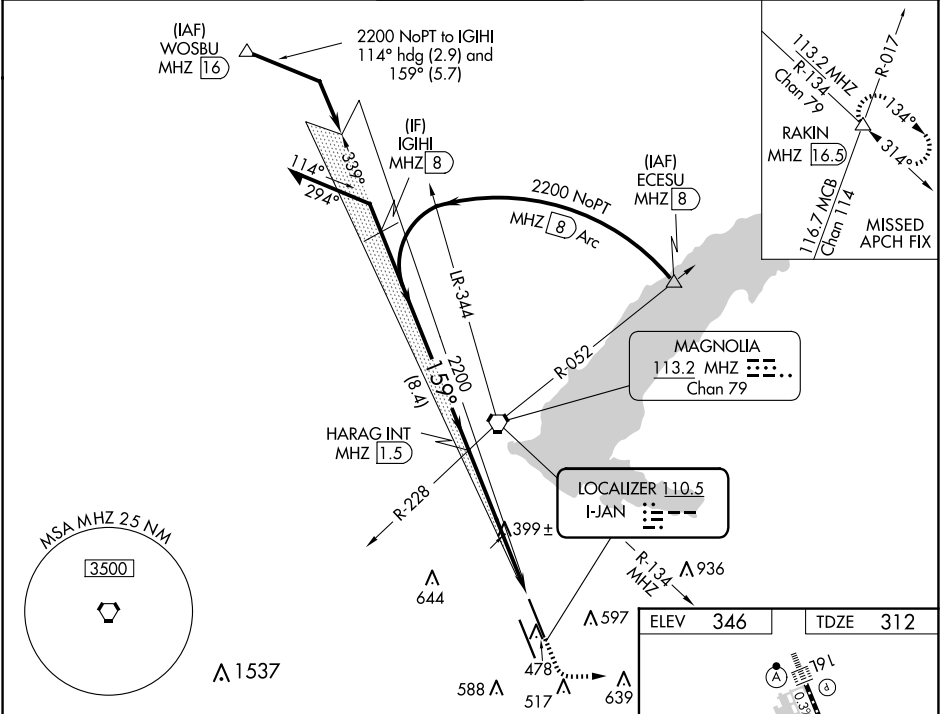 (IAF)
WOSBU
MHZ 16
2200 NoPT to IGIHI
114° hdg (2.9) and
159° (5.7)
(IF)
IGIHI
MHZ 8
(IAF)
ECESU
MHZ 8
2200 NoPT
MHZ 8 Arc
339°
114°
294°
LR-344
R-052
2200
159°
(8.4)
HARAG INT
MHZ 1.5
R-228
MAGNOLIA
113.2 MHZ
Chan 79
LOCALIZER 110.5
I-JAN
R-134
MHZ
399±
644
936
597
478
517
588
639
1537
MSA MHZ 25 NM
3500
113.2 MHZ
R-134
Chan 79
R-017
134°
314°
RAKIN
MHZ 16.5
116.7 MCB
Chan 114
MISSED
APCH FIX
ELEV 346
TDZE 312
A
16L
P